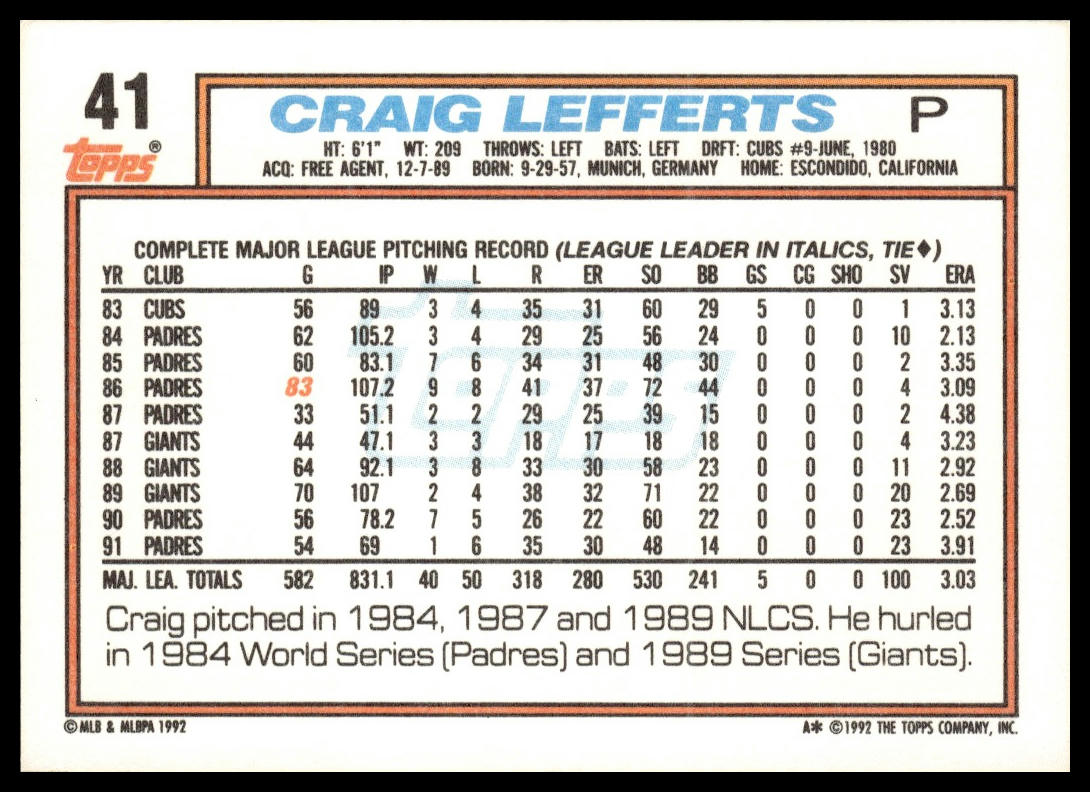 41
Topps®
CRAIG LEFFERTS P
HT: 6'1" WT: 209 THROWS: LEFT BATS: LEFT DRFT: CUBS #9-JUNE, 1980
ACQ: FREE AGENT, 12-7-89 BORN: 9-29-57, MUNICH, GERMANY HOME: ESCONDIDO, CALIFORNIA
COMPLETE MAJOR LEAGUE PITCHING RECORD (LEAGUE LEADER IN ITALICS, TIE♦)
YR CLUB G IP W L R ER SO BB GS CG SHO SV ERA
83 CUBS 56 89 3 4 35 31 60 29 5 0 0 1 3.13
84 PADRES 62 105.2 3 4 29 25 56 24 0 0 0 10 2.13
85 PADRES 60 83.1 7 6 34 31 48 30 0 0 0 2 3.35
86 PADRES 83 107.2 9 8 41 37 72 44 0 0 0 4 3.09
87 PADRES 33 51.1 2 2 29 25 39 15 0 0 0 2 4.38
87 GIANTS 44 47.1 3 3 18 17 18 18 0 0 0 4 3.23
88 GIANTS 64 92.1 3 8 33 30 58 23 0 0 0 11 2.92
89 GIANTS 70 107 2 4 38 32 71 22 0 0 0 20 2.69
90 PADRES 56 78.2 7 5 26 22 60 22 0 0 0 23 2.52
91 PADRES 54 69 1 6 35 30 48 14 0 0 0 23 3.91
MAJ. LEA. TOTALS 582 831.1 40 50 318 280 530 241 5 0 0 100 3.03
Topps
Craig pitched in 1984, 1987 and 1989 NLCS. He hurled
in 1984 World Series (Padres) and 1989 Series (Giants).
© MLB & MLBPA 1992
A* © 1992 THE TOPPS COMPANY, INC.